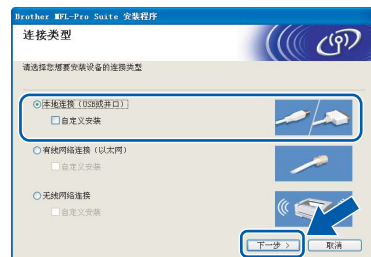 Brother MFL-Pro Suite 安装程序
连接类型
请选择您想要安装设备的连接类型
本地连接（USB或并口）
自定义安装
有线网络连接（以太网）
自定义安装
无线网络连接
自定义安装
下一步 >
取消